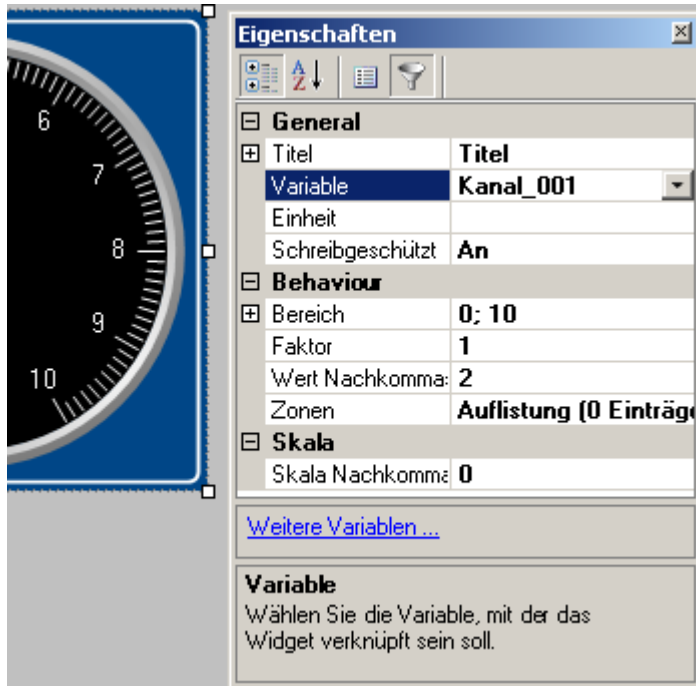 6
7
8
9
10
Eigenschaften
General
Titel Titel
Variable Kanal_001
Einheit
Schreibgeschützt An
Behaviour
Bereich 0; 10
Faktor 1
Wert Nachkomma 2
Zonen Auflistung (0 Einträge
Skala
Skala Nachkomma 0
Weitere Variablen ...
Variable
Wählen Sie die Variable, mit der das
Widget verknüpft sein soll.